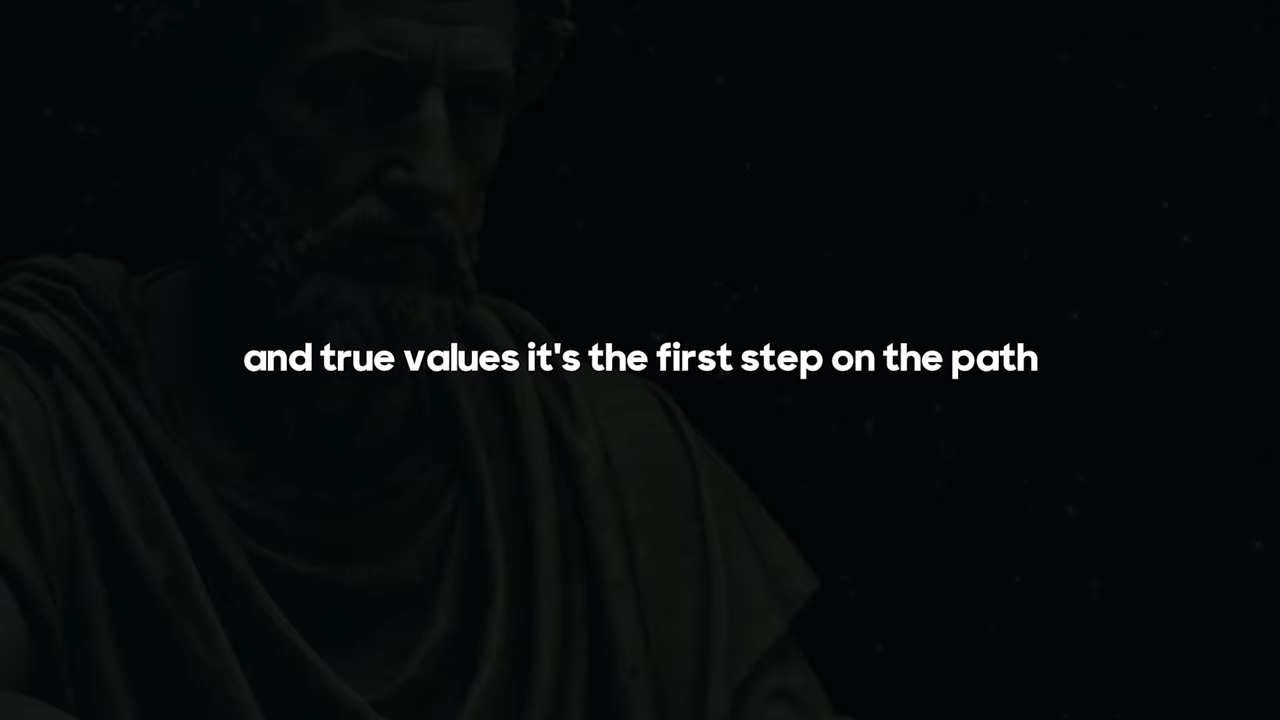 and true values it's the first step on the path